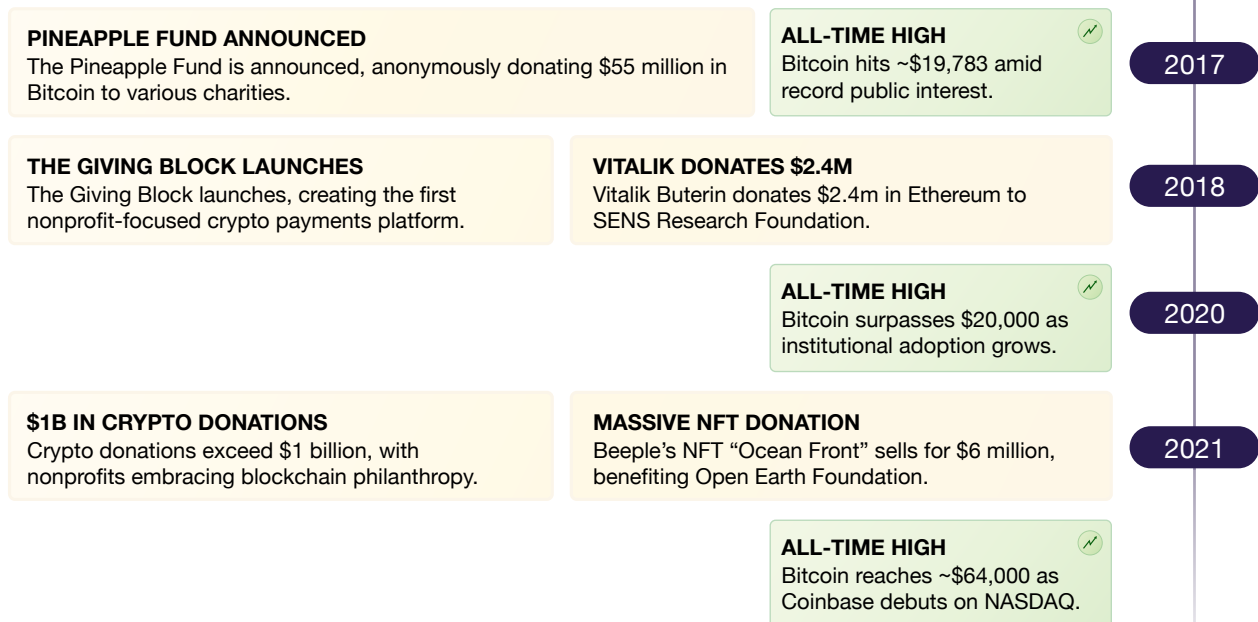 PINEAPPLE FUND ANNOUNCED
The Pineapple Fund is announced, anonymously donating $55 million in
Bitcoin to various charities.
ALL-TIME HIGH
Bitcoin hits ~$19,783 amid
record public interest.
2017
THE GIVING BLOCK LAUNCHES
The Giving Block launches, creating the first
nonprofit-focused crypto payments platform.
VITALIK DONATES $2.4M
Vitalik Buterin donates $2.4m in Ethereum to
SENS Research Foundation.
2018
ALL-TIME HIGH
Bitcoin surpasses $20,000 as
institutional adoption grows.
2020
$1B IN CRYPTO DONATIONS
Crypto donations exceed $1 billion, with
nonprofits embracing blockchain philanthropy.
MASSIVE NFT DONATION
Beeple’s NFT “Ocean Front” sells for $6 million,
benefiting Open Earth Foundation.
2021
ALL-TIME HIGH
Bitcoin reaches ~$64,000 as
Coinbase debuts on NASDAQ.